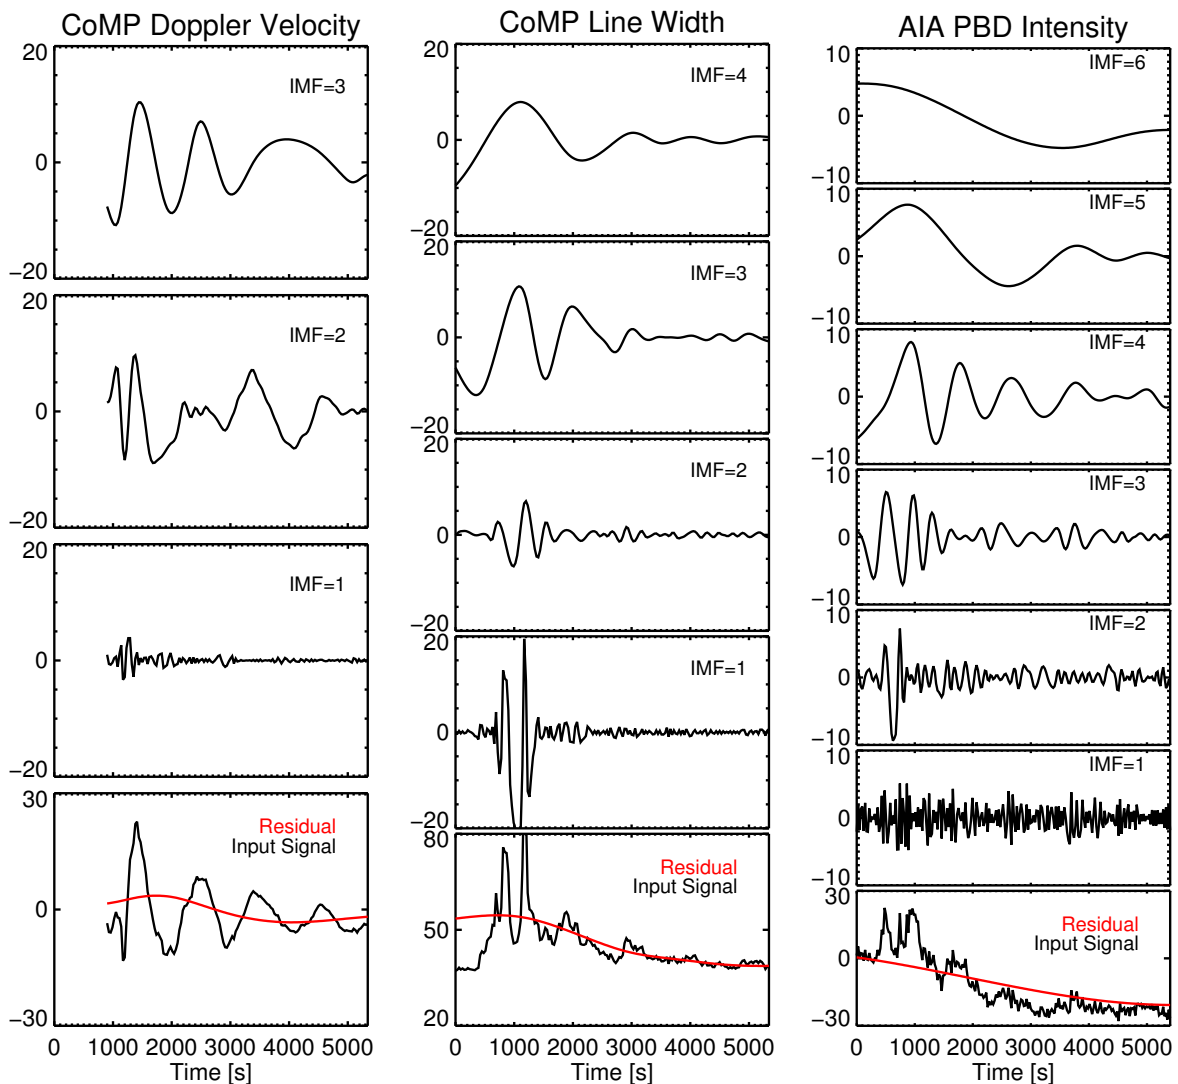 CoMP Doppler Velocity
20
0
−20
IMF=3
20
0
−20
IMF=2
20
0
−20
IMF=1
30
0
−30
Residual
Input Signal
0 1000 2000 3000 4000 5000
Time [s]
CoMP Line Width
20
0
−20
IMF=4
20
0
−20
IMF=3
20
0
−20
IMF=2
20
0
−20
IMF=1
80
50
20
Residual
Input Signal
0 1000 2000 3000 4000 5000
Time [s]
AIA PBD Intensity
10
0
−10
IMF=6
10
0
−10
IMF=5
10
0
−10
IMF=4
10
0
−10
IMF=3
10
0
−10
IMF=2
10
0
−10
IMF=1
30
0
−30
Residual
Input Signal
0 1000 2000 3000 4000 5000
Time [s]